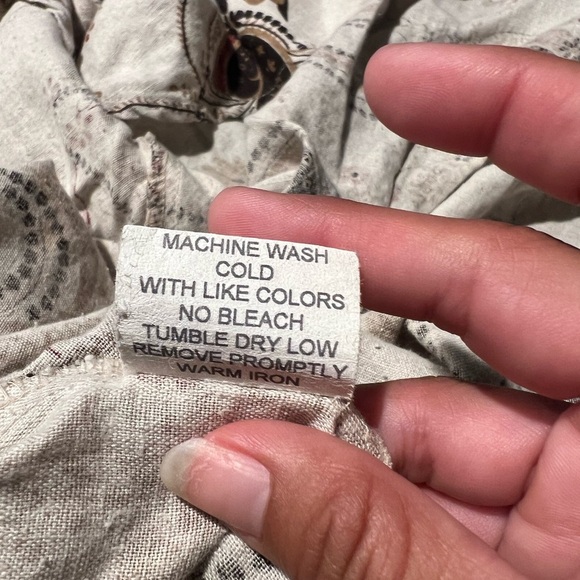 MACHINE WASH
COLD
WITH LIKE COLORS
NO BLEACH
TUMBLE DRY LOW
REMOVE PROMPTLY
WARM IRON